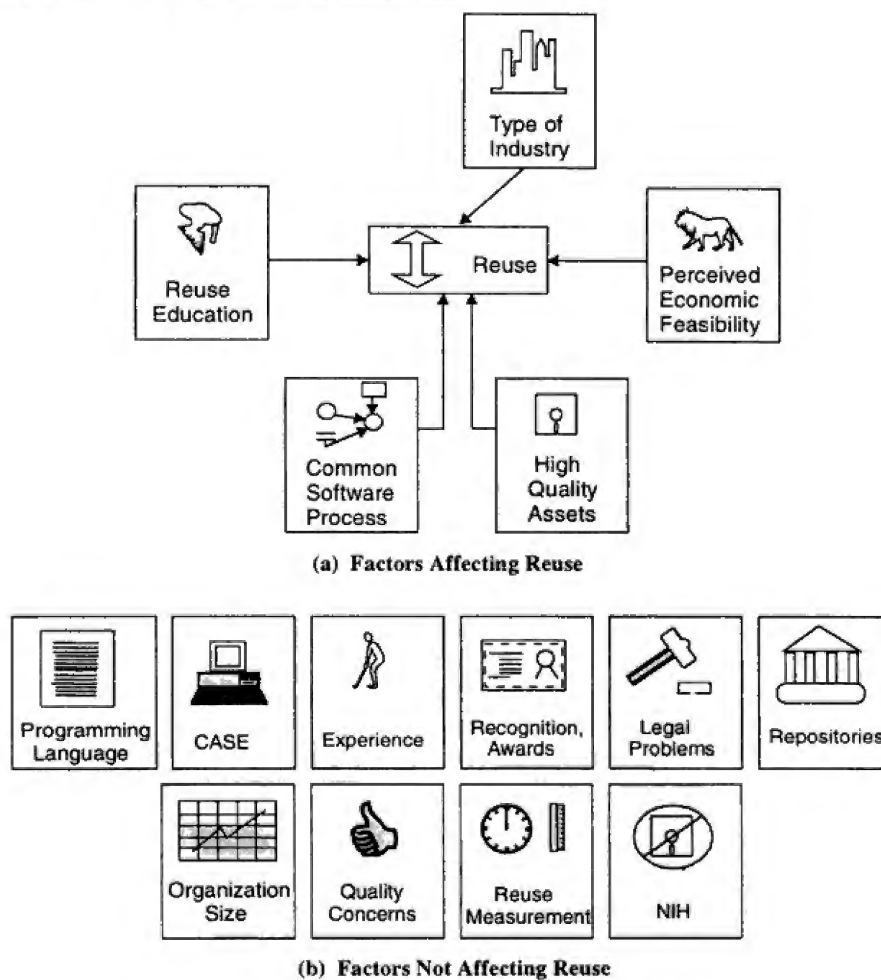 Type of
Industry
Reuse
Education
Reuse
Perceived
Economic
Feasibility
Common
Software
Process
High
Quality
Assets
(a) Factors Affecting Reuse
Programming
Language
CASE
Experience
Recognition,
Awards
Legal
Problems
Repositories
Organization
Size
Quality
Concerns
Reuse
Measurement
NIH
(b) Factors Not Affecting Reuse